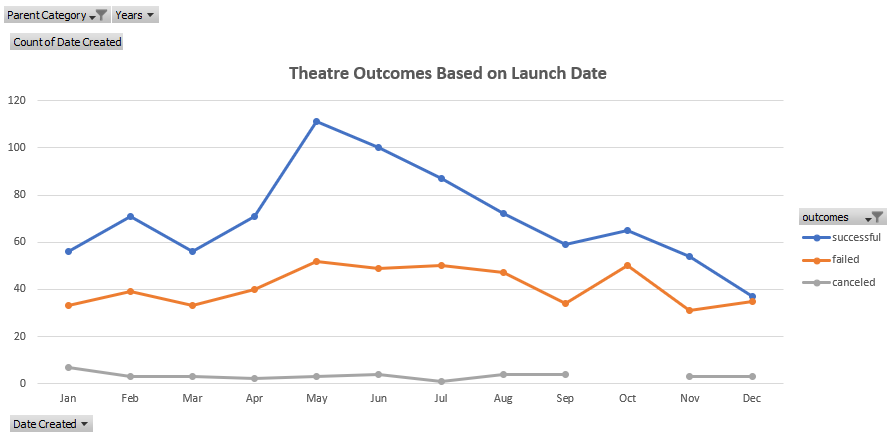 Parent Category Years
Count of Date Created
Theatre Outcomes Based on Launch Date
120
100
80
60
40
20
0
Jan Feb Mar Apr May Jun Jul Aug Sep Oct Nov Dec
outcomes
successful
failed
canceled
Date Created